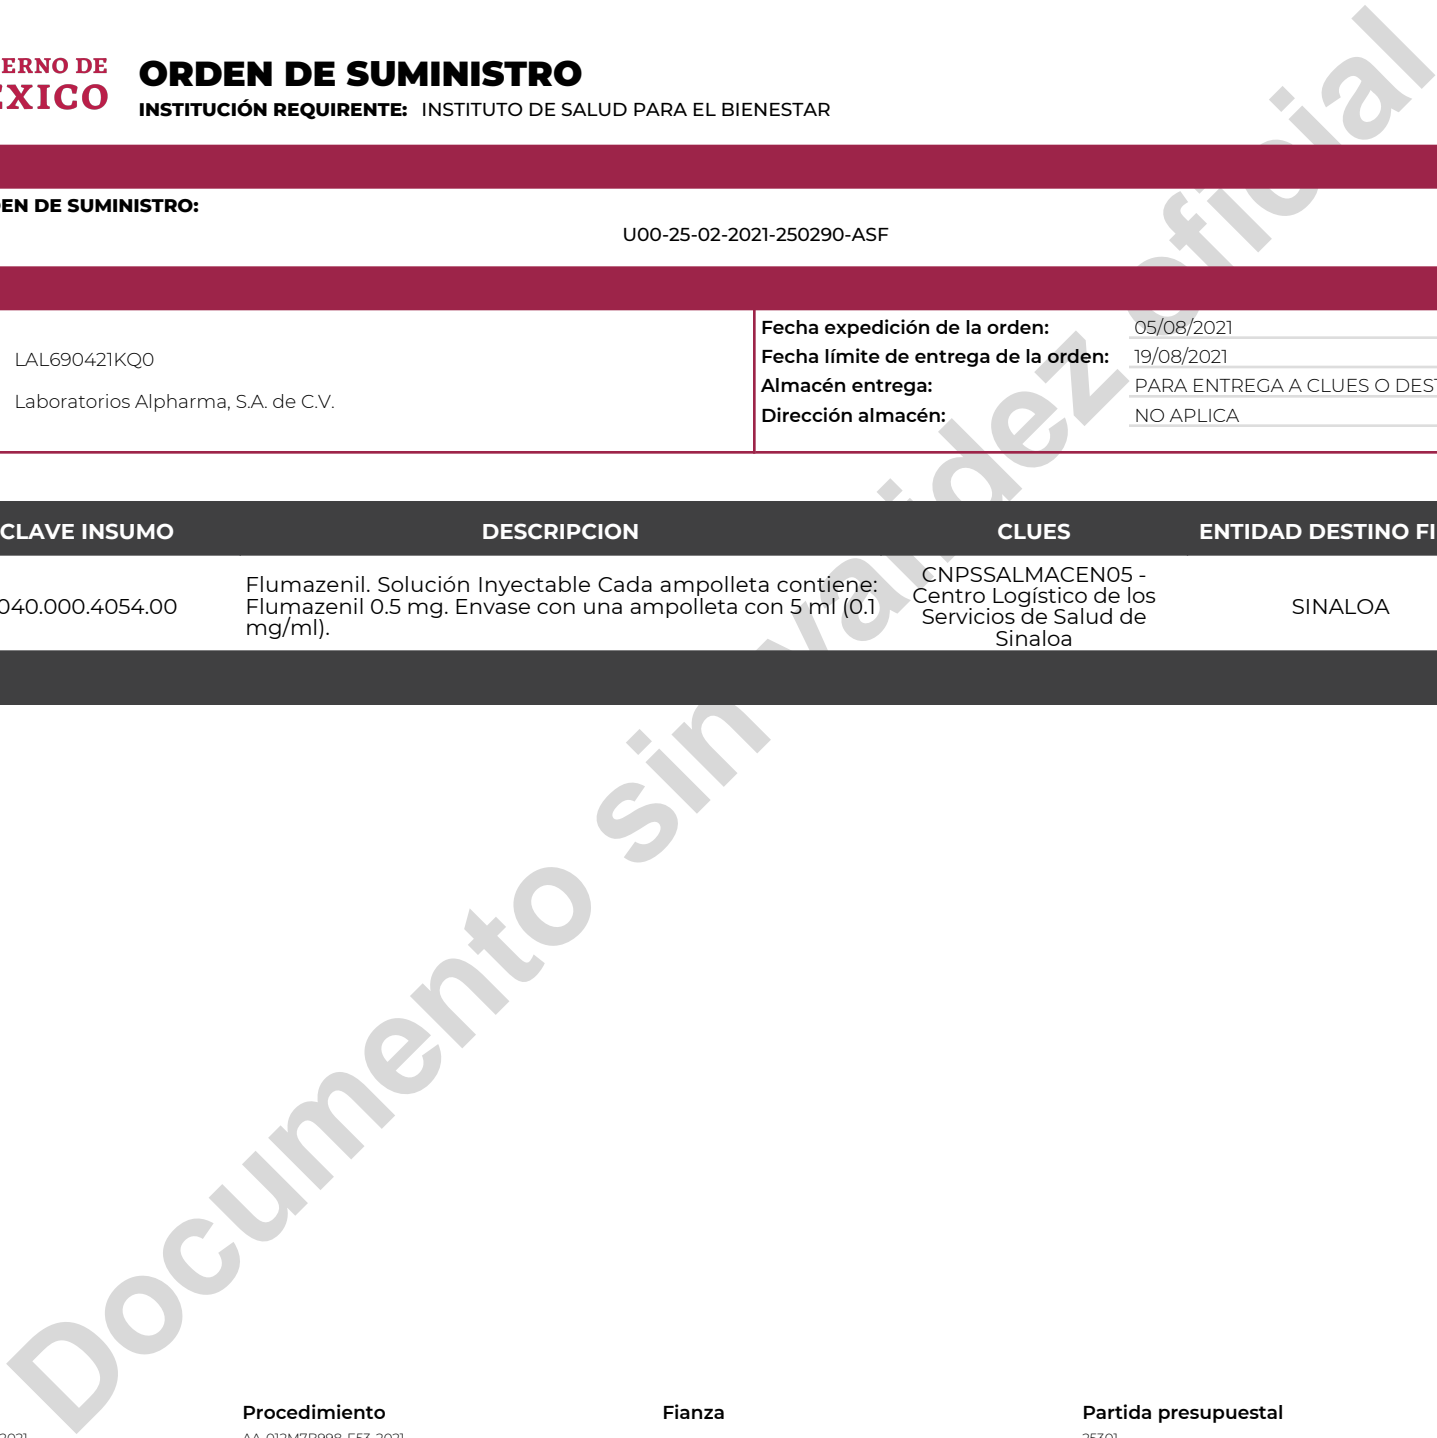 ERNO DE
ORDEN DE SUMINISTRO
INSTITUCIÓN REQUIRENTE: INSTITUTO DE SALUD PARA EL BIENESTAR
EN DE SUMINISTRO:
U00-25-02-2021-250290-ASF
LAL690421KQ0
Laboratorios Alpharma, S.A. de C.V.
Fecha expedición de la orden: 05/08/2021
Fecha límite de entrega de la orden: 19/08/2021
Almacén entrega: PARA ENTREGA A CLUES O DEST
Dirección almacén: NO APLICA
CLAVE INSUMO DESCRIPCION CLUES ENTIDAD DESTINO FI
040.000.4054.00
Flumazenil. Solución Inyectable Cada ampolleta contiene:
Flumazenil 0.5 mg. Envase con una ampolleta con 5 ml (0.1
mg/ml).
CNPSSALMACEN05 -
Centro Logístico de los
Servicios de Salud de
Sinaloa
SINALOA
Documento sin validez oficial
Procedimiento Fianza Partida presupuestal